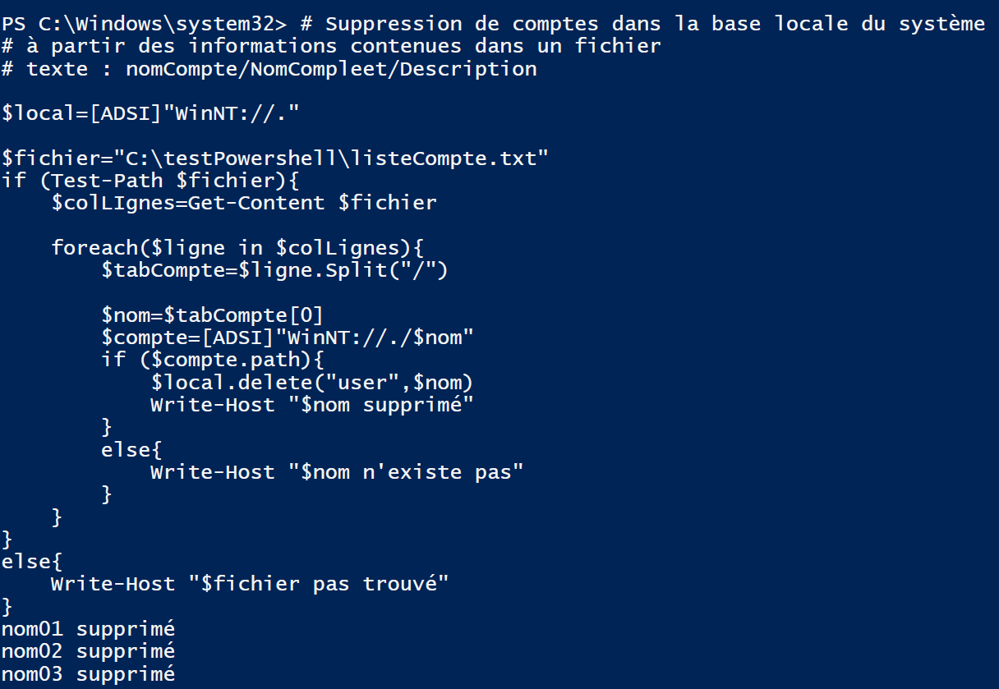 PS C:\Windows\system32> # Suppression de comptes dans la base locale du système
# à partir des informations contenues dans un fichier
# texte : nomCompte/NomCompleet/Description
$local=[ADSI]"WinNT://."
$fichier="C:\testPowershell\listeCompte.txt"
if (Test-Path $fichier){
$colLIgnes=Get-Content $fichier
foreach($ligne in $colLignes){
$tabCompte=$ligne.Split("/")
$nom=$tabCompte[0]
$compte=[ADSI]"WinNT://./$nom"
if ($compte.path){
$local.delete("user",$nom)
Write-Host "$nom supprimé"
}
else{
Write-Host "$nom n'existe pas"
}
}
}
else{
Write-Host "$fichier pas trouvé"
}
nom01 supprimé
nom02 supprimé
nom03 supprimé